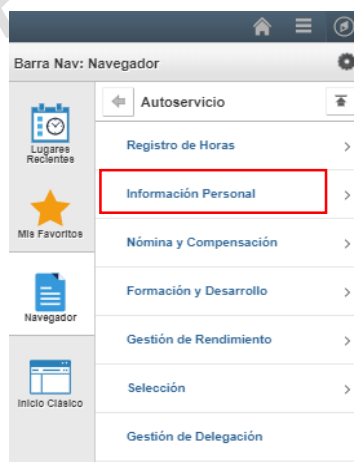 Barra Nav: Navegador
Autoservicio
Lugares
Recientes
Mis Favoritos
Navegador
Inicio Clásico
Registro de Horas
Información Personal
Nómina y Compensación
Formación y Desarrollo
Gestión de Rendimiento
Selección
Gestión de Delegación